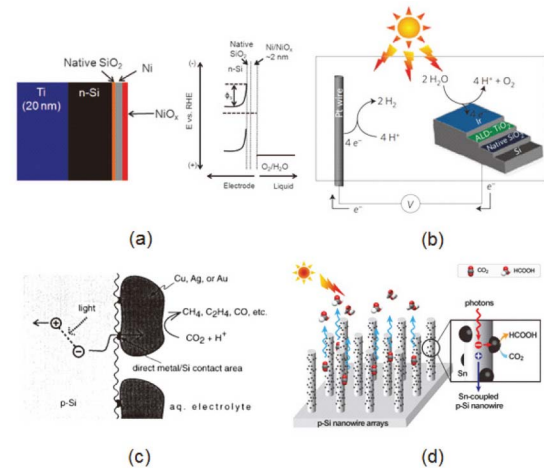 Native SiO2
Ni
Ti
(20 nm)
n-Si
NiOx
(a)
Native
SiO2
Ni/NiOx
~2 nm
n-Si
(-)
E vs. RHE
(+)
O2/H2O
Electrode
Liquid
Pt wire
2 H2
4 H+
4 e-
2 H2O
4 H+ + O2
Ir
ALD- TiO2
Native SiO2
Si
e-
V
e-
(b)
light
Cu, Ag, or Au
CH4, C2H4, CO, etc.
CO2 + H+
direct metal/Si contact area
p-Si
aq. electrolyte
(c)
CO2
HCOOH
photons
HCOOH
CO2
Sn
Sn-coupled
p-Si nanowire
p-Si nanowire arrays
(d)